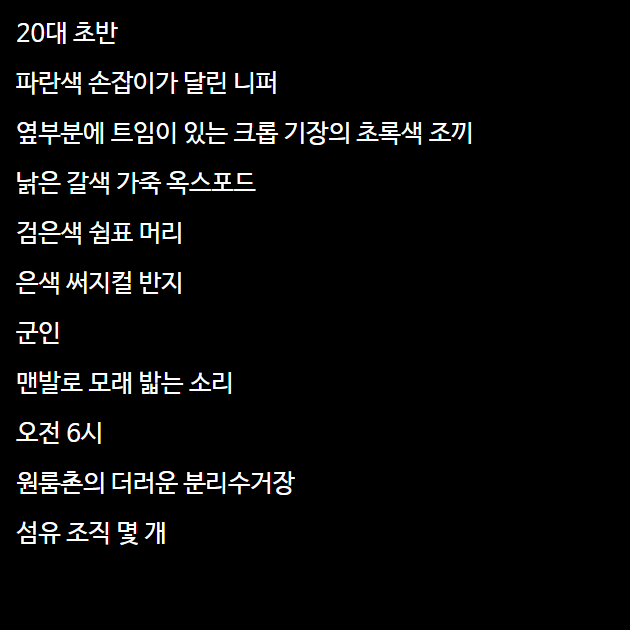 20대 초반
파란색 손잡이가 달린 니퍼
옆부분에 트임이 있는 크롭 기장의 초록색 조끼
낡은 갈색 가죽 옥스포드
검은색 쉼표 머리
은색 써지컬 반지
군인
맨발로 모래 밟는 소리
오전 6시
원룸촌의 더러운 분리수거장
섬유 조직 몇 개